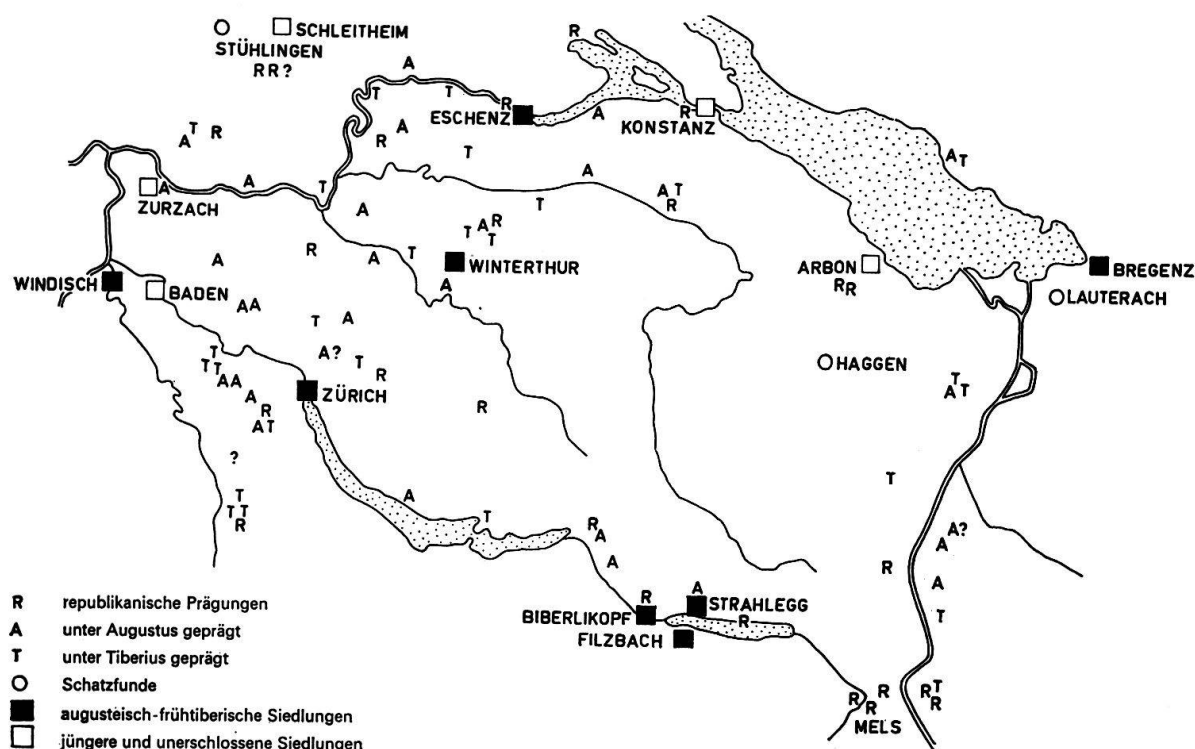 SCHLEITHEIM
STÜHLINGEN
R R ?
R
A
T T
R
ESCHENZ
A
R
KONSTANZ
T R
A
R A
T
A T
A
ZURZACH
A
T
A
T
A T
R
A
T A R
T
R
A T
WINTERTHUR
A
A
WINDISCH
BADEN
A A
ARBON
R R
BREGENZ
LAUTERACH
HAGGEN
T A
A?
T R
T
T T
A A
A
R
A T
ZÜRICH
R
T
A T
?
T
T T
R
A
T
T
R
A
A
A?
A
A
T
R
R
BIBERLIKOPF
A
STRAHLEGG
R
FILZBACH
R R R
R
MELS
R T
R
R republikanische Prägungen
A unter Augustus geprägt
T unter Tiberius geprägt
Schatzfunde
augusteisch-frühtiberische Siedlungen
jüngere und unerschlossene Siedlungen